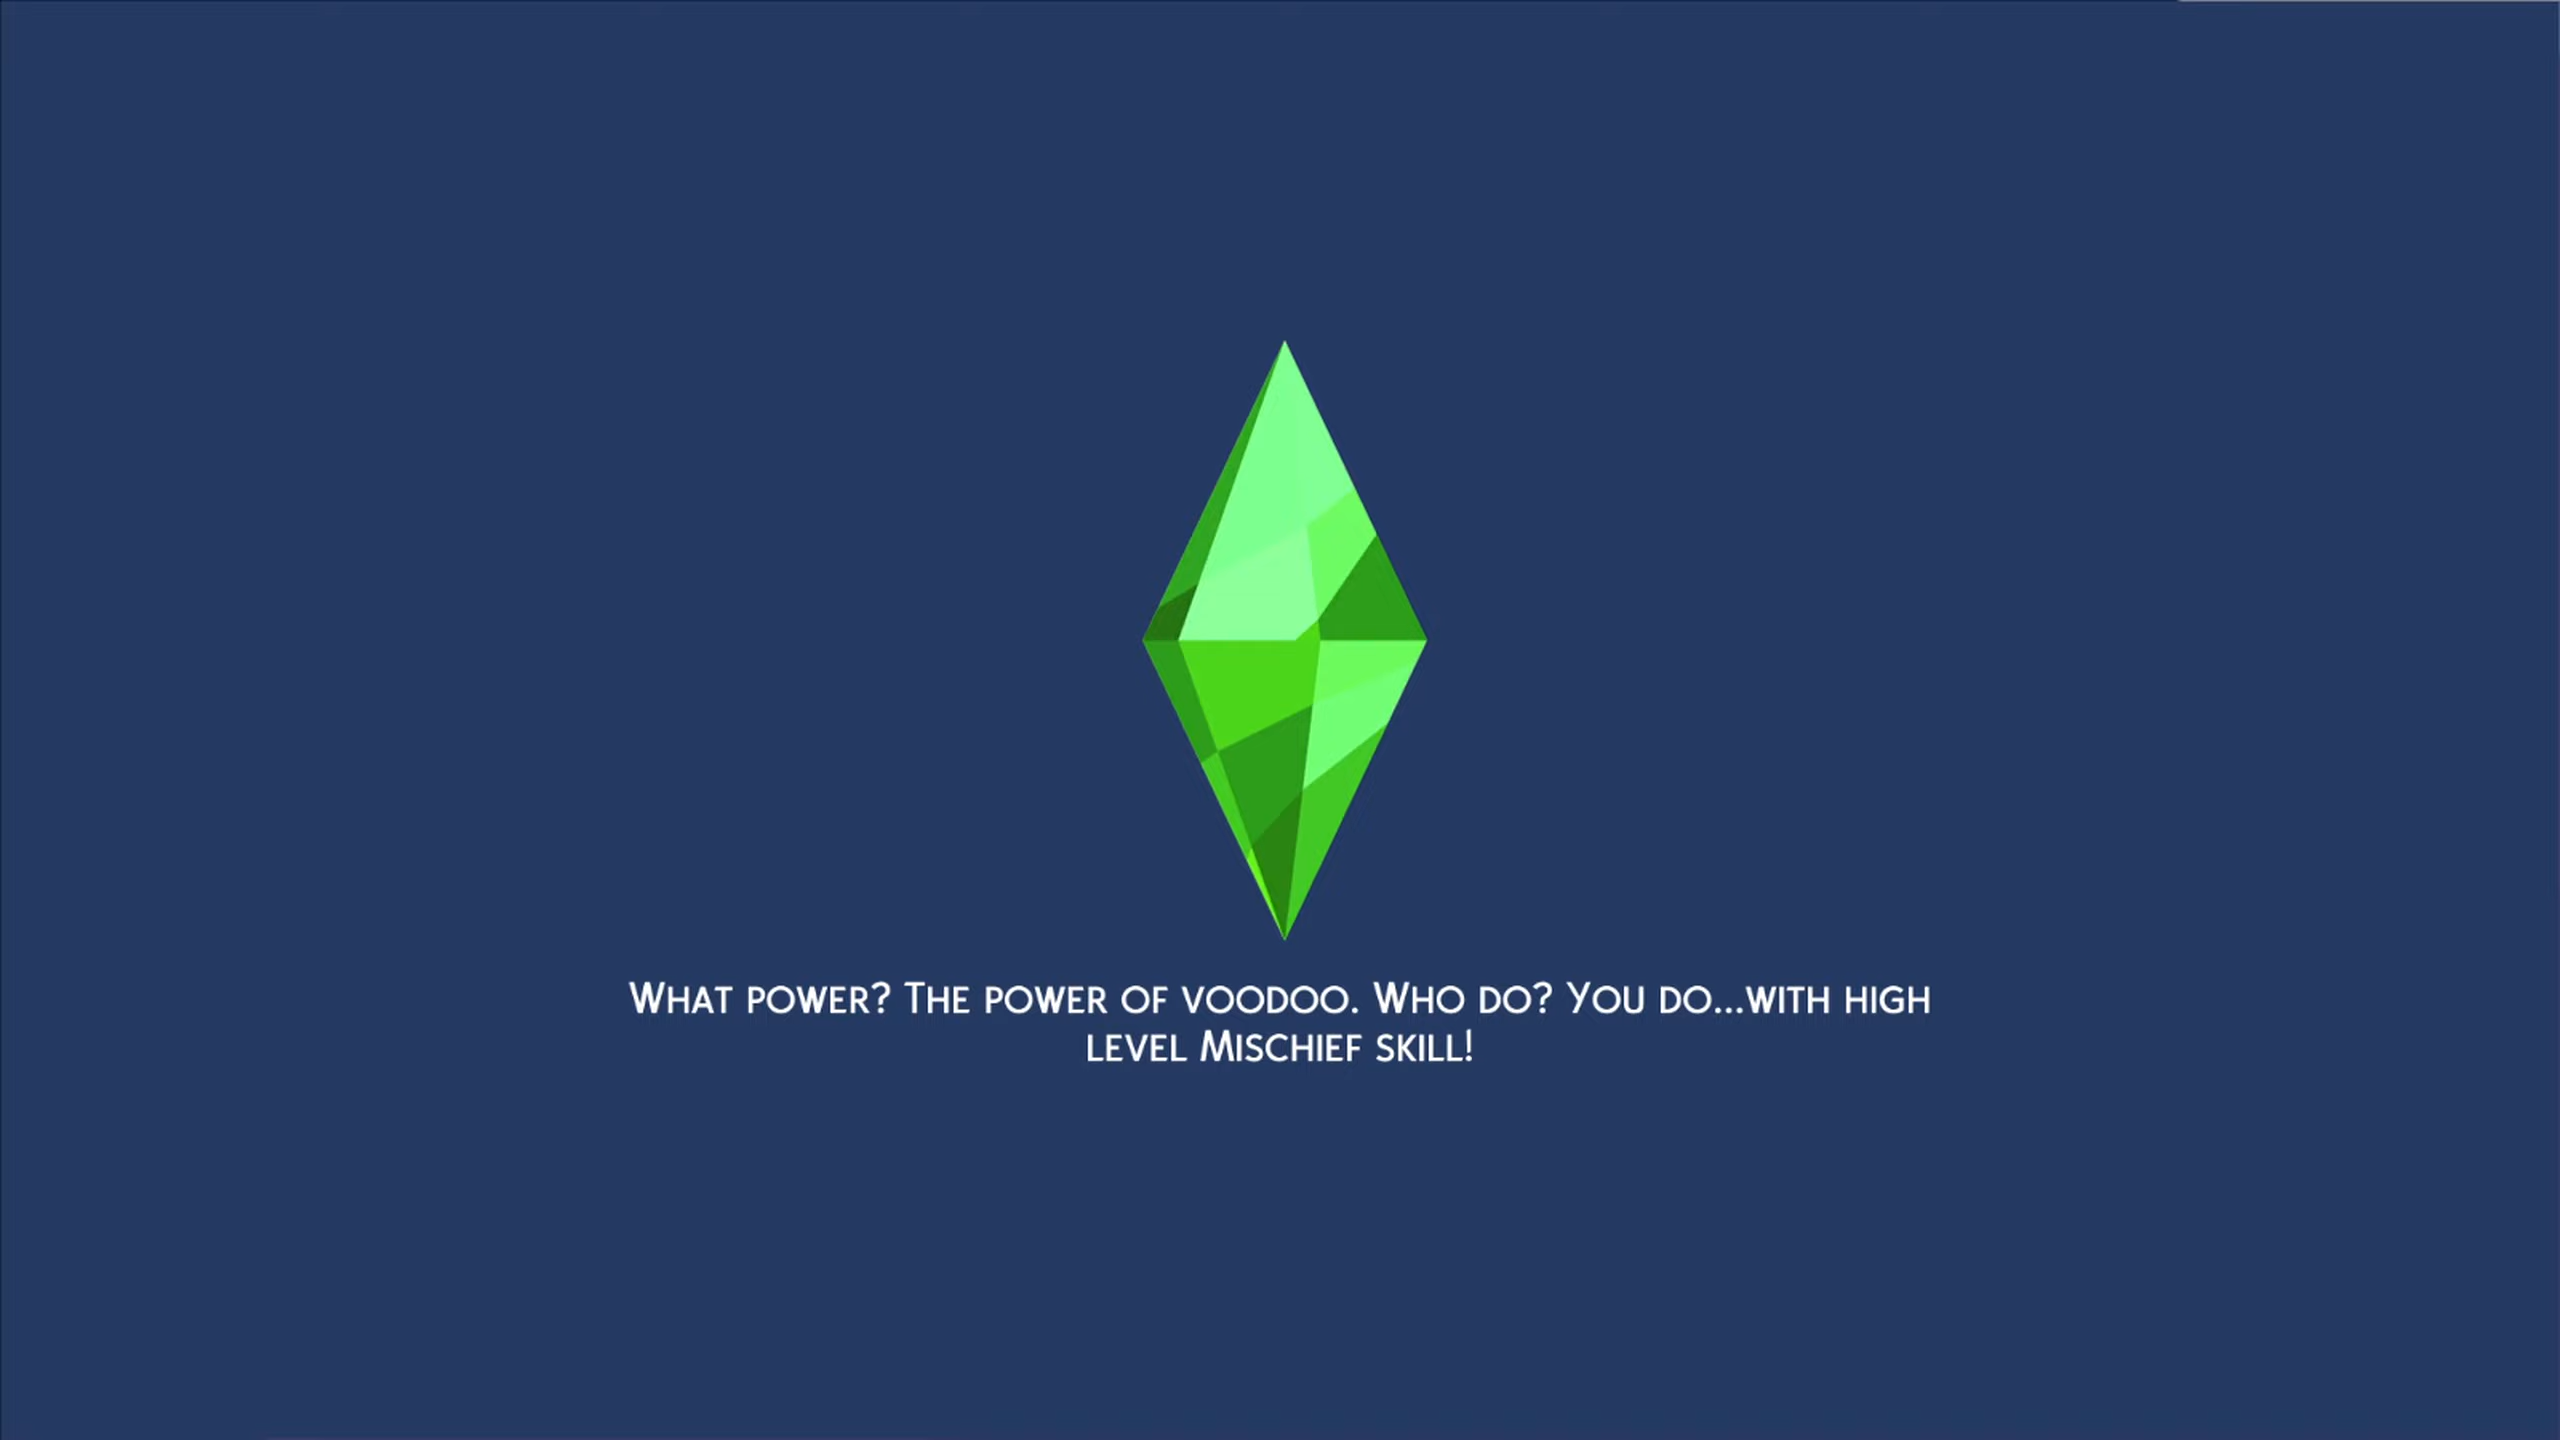 What power? The power of voodoo. Who do? You do...with high
level Mischief skill!